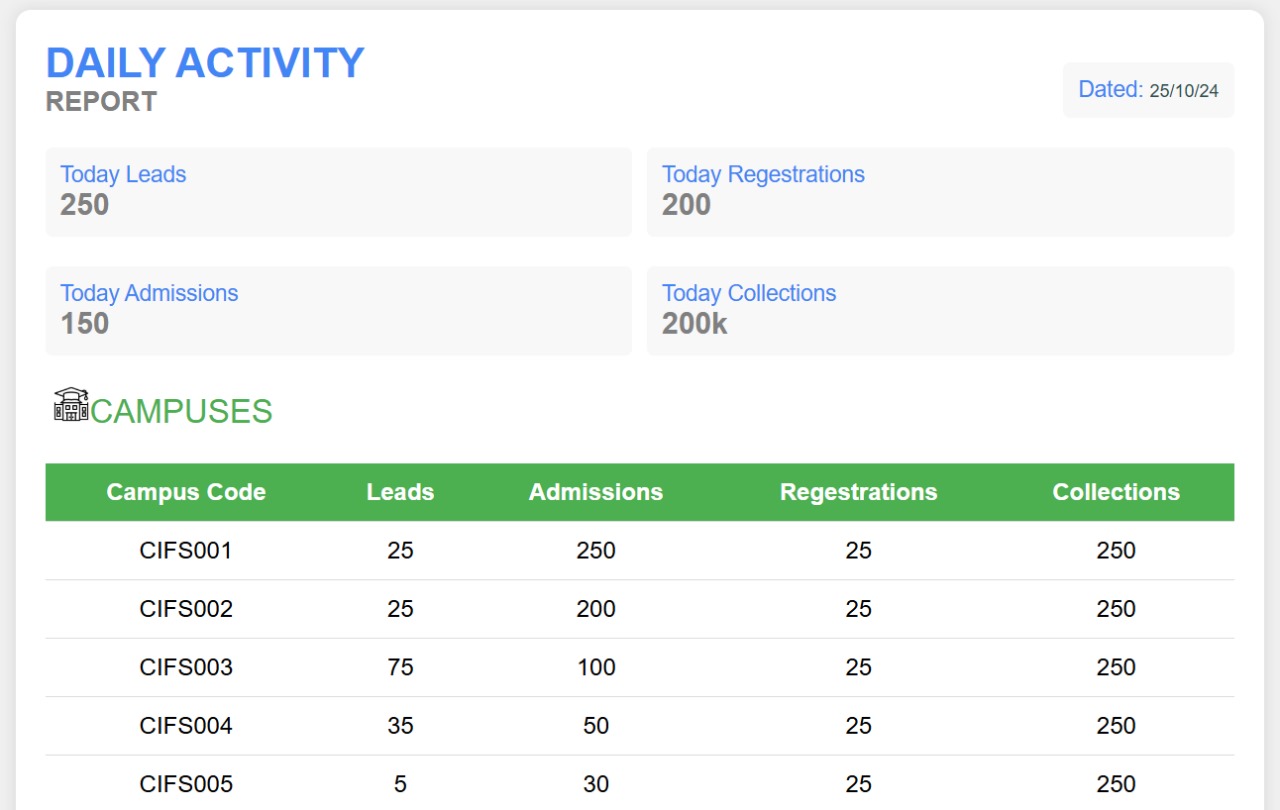 DAILY ACTIVITY
REPORT
Dated: 25/10/24
Today Leads
250
Today Regestrations
200
Today Admissions
150
Today Collections
200k
CAMPUSES
Campus Code Leads Admissions Regestrations Collections
CIFS001 25 250 25 250
CIFS002 25 200 25 250
CIFS003 75 100 25 250
CIFS004 35 50 25 250
CIFS005 5 30 25 250